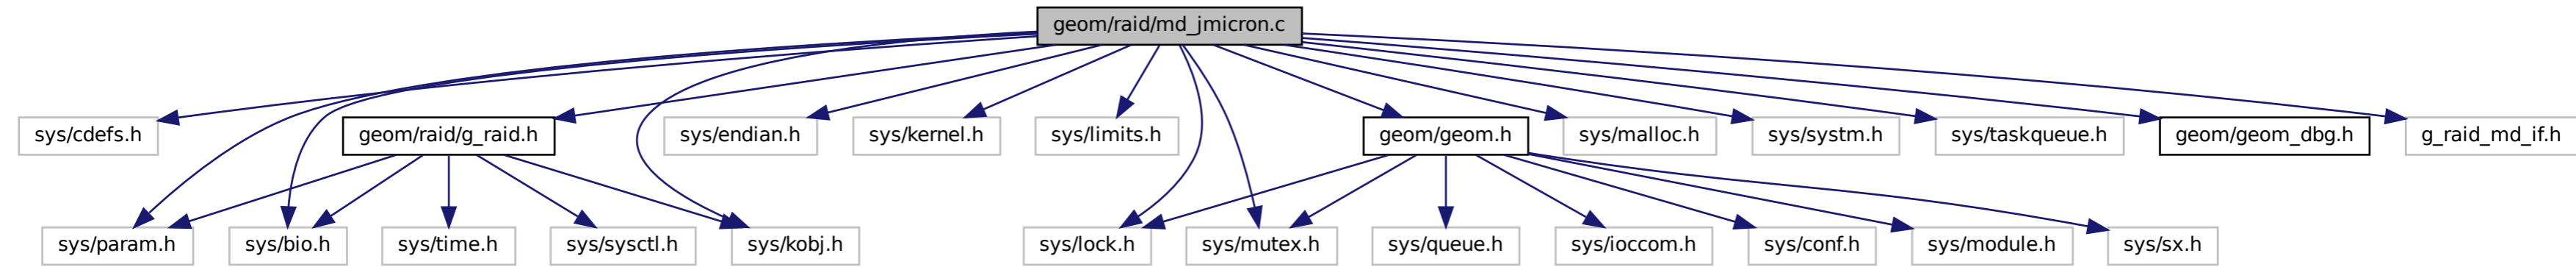 geom/raid/md_jmicron.c
sys/cdefs.h
geom/raid/g_raid.h
sys/endian.h
sys/kernel.h
sys/limits.h
geom/geom.h
sys/malloc.h
sys/systm.h
sys/taskqueue.h
geom/geom_dbg.h
g_raid_md_if.h
sys/param.h
sys/bio.h
sys/time.h
sys/sysctl.h
sys/kobj.h
sys/lock.h
sys/mutex.h
sys/queue.h
sys/ioccom.h
sys/conf.h
sys/module.h
sys/sx.h